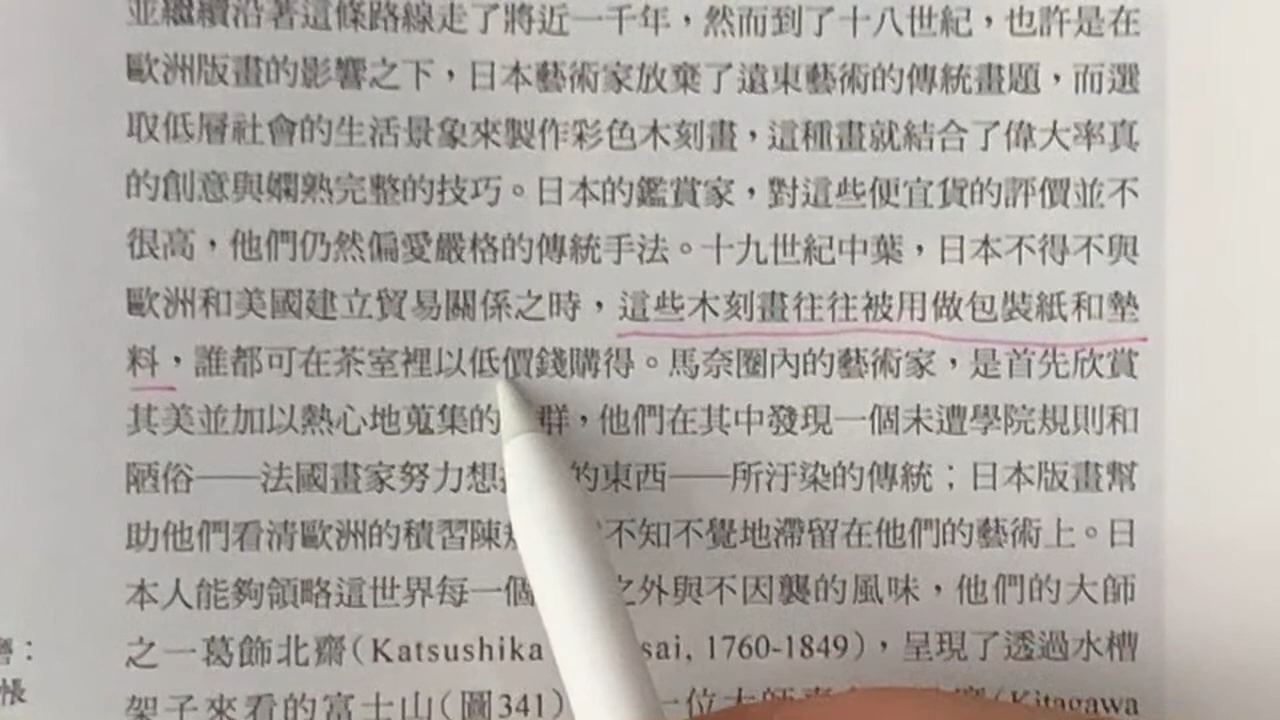 並繼續沿著這條路線走了將近一千年，然而到了十八世紀，也許是在
歐洲版畫的影響之下，日本藝術家放棄了遠東藝術的傳統畫題，而選
取低層社會的生活景象來製作彩色木刻畫，這種畫就結合了偉大率真
的創意與嫻熟完整的技巧。日本的鑑賞家，對這些便宜貨的評價並不
很高，他們仍然偏愛嚴格的傳統手法。十九世紀中葉，日本不得不與
歐洲和美國建立貿易關係之時，這些木刻畫往往被用做包裝紙和墊
料，誰都可在茶室裡以低價錢購得。馬奈圈內的藝術家，是首先欣賞
其美並加以熱心地蒐集的 群，他們在其中發現一個未遭學院規則和
陋俗——法國畫家努力想 的東西——所汙染的傳統；日本版畫幫
助他們看清歐洲的積習陳 不知不覺地滯留在他們的藝術上。日
本人能夠領略這世界每一個 之外與不因襲的風味，他們的大師
之一葛飾北齋（Katsushika sai, 1760-1849），呈現了透過水槽
架子來看的富士山（圖341） 一位大師 (Kitagawa
：
帳